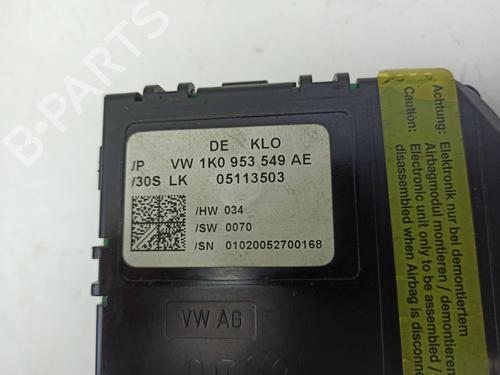 B-PARTS
DE KLO
/P VW 1K0 953 549 AE
/30S LK 05113503
/HW 034
/SW 0070
/SN 01020052700168
VW AG
Achtung: Elektronik nur bei demontiertem
Airbagmodul montieren / demontieren
Caution: Electronic unit only to be assembled /
disassembled when Airbag is